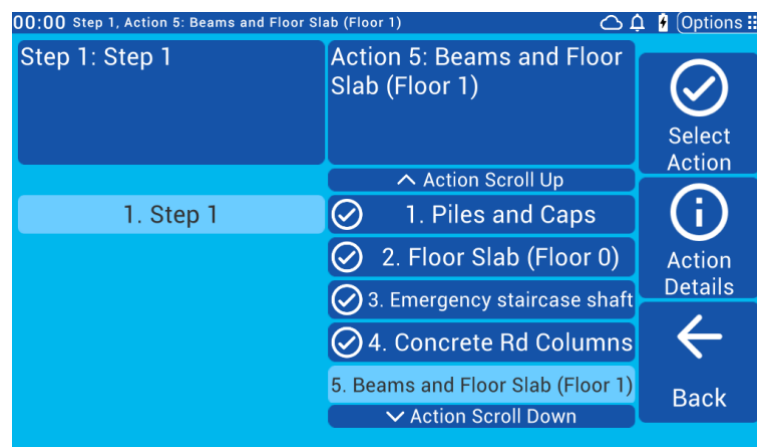 00:00 Step 1, Action 5: Beams and Floor Slab (Floor 1)
Options
Step 1: Step 1
Action 5: Beams and Floor
Slab (Floor 1)
Select
Action
Action Scroll Up
1. Step 1
1. Piles and Caps
2. Floor Slab (Floor 0)
Action
Details
3. Emergency staircase shaft
4. Concrete Rd Columns
5. Beams and Floor Slab (Floor 1)
Back
Action Scroll Down